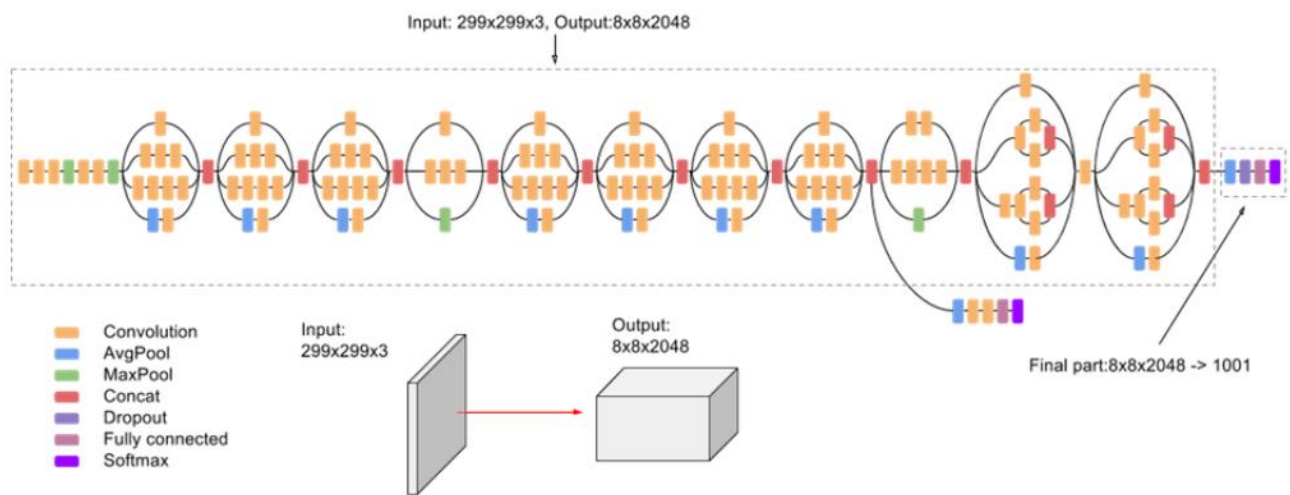 Input: 299x299x3, Output:8x8x2048
Convolution
AvgPool
MaxPool
Concat
Dropout
Fully connected
Softmax
Input:
299x299x3
Output:
8x8x2048
Final part:8x8x2048 -> 1001